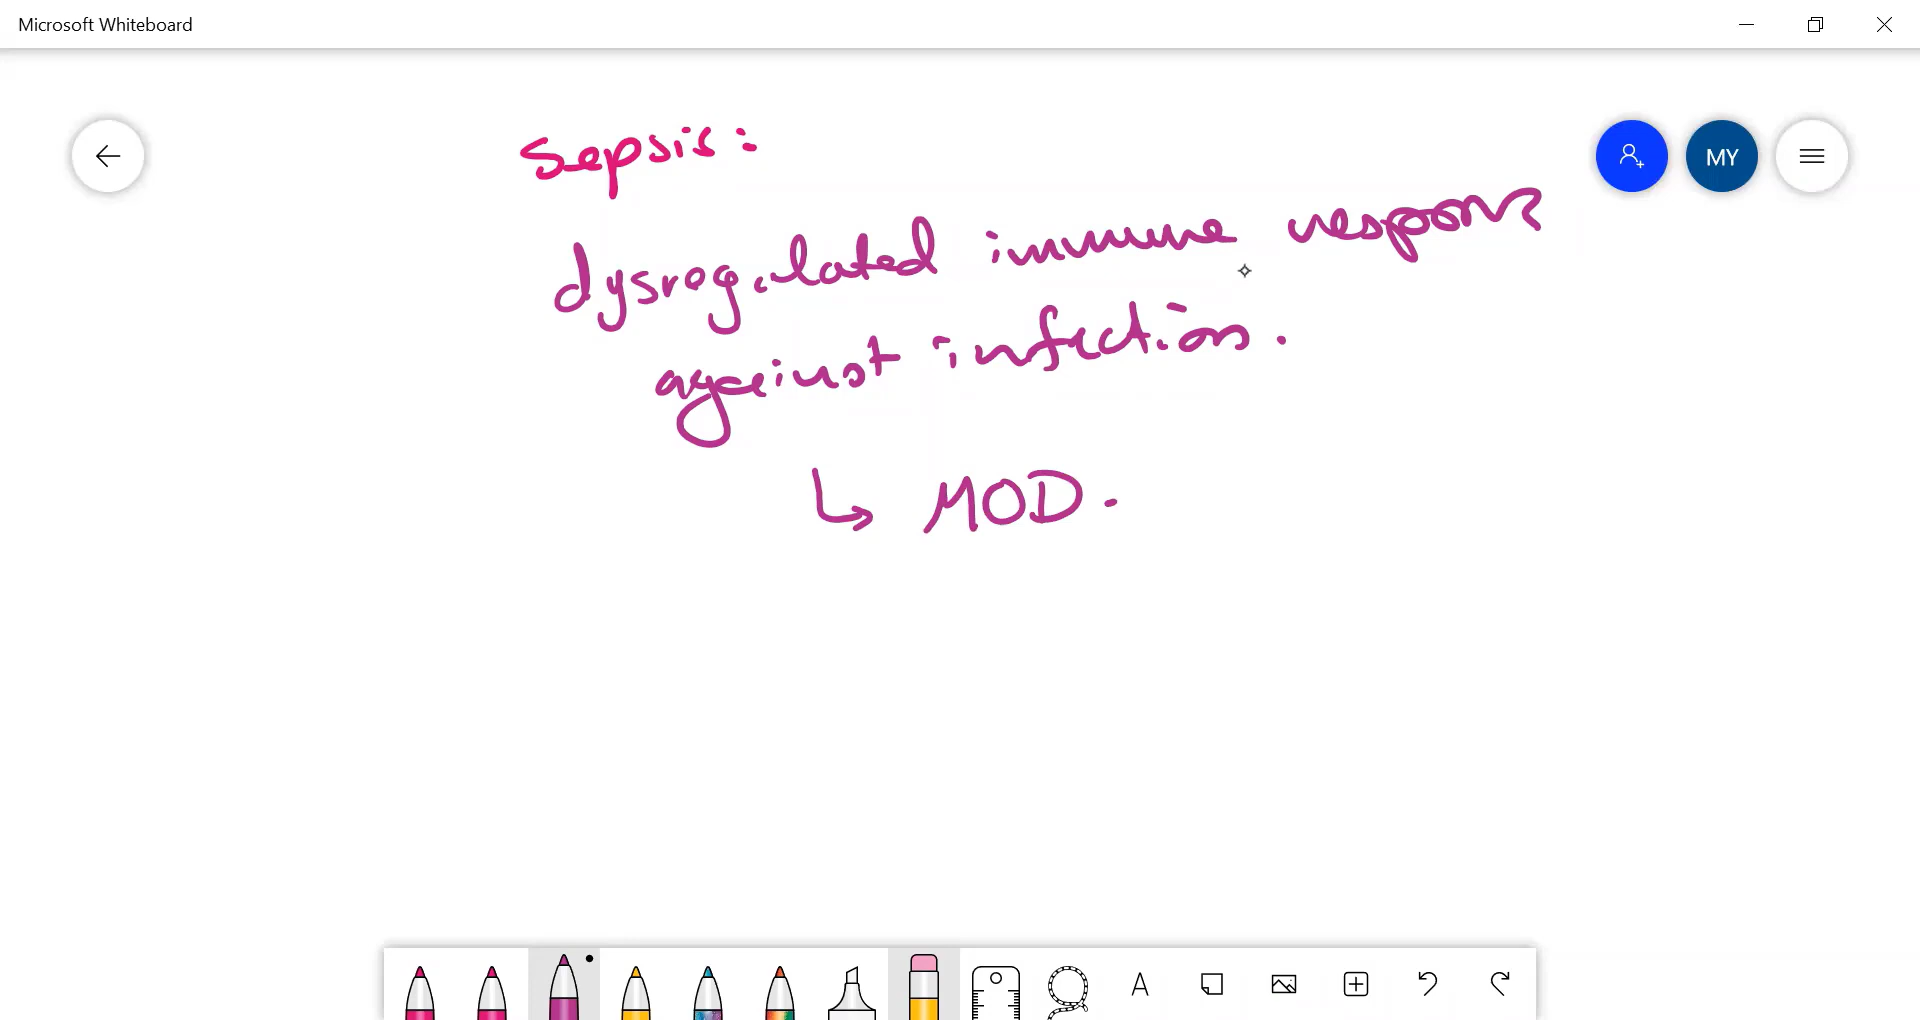 Microsoft Whiteboard
MY
sepsis:
dysregulated immune response
against infection.
↳ MOD.
A